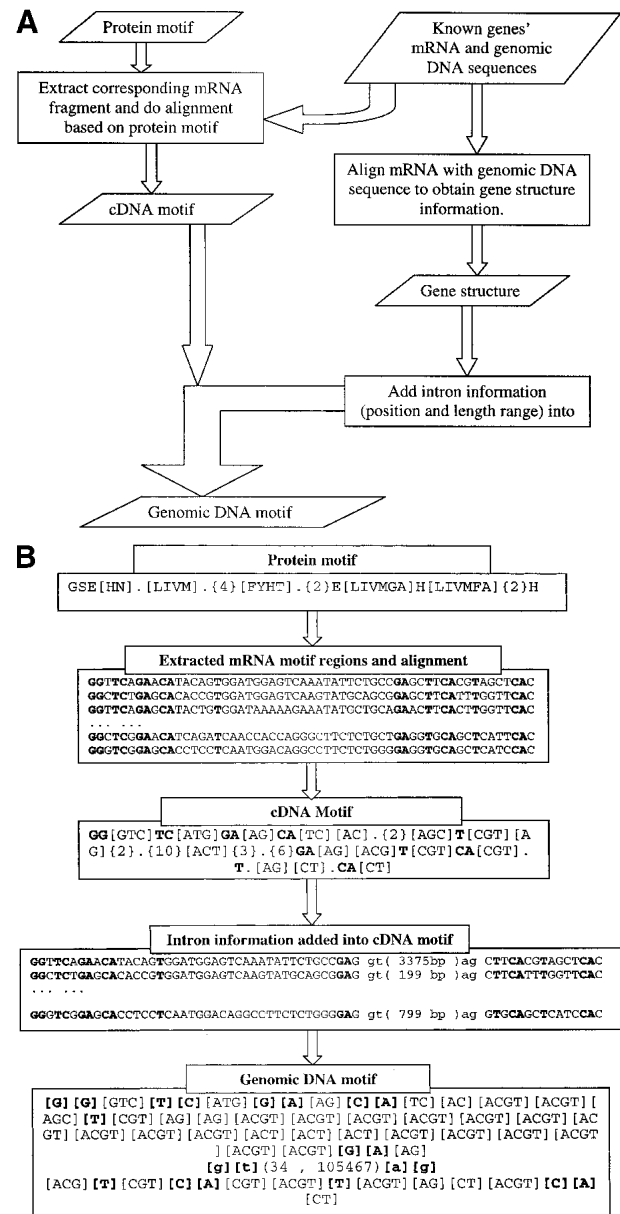 A
Protein motif
Known genes'
mRNA and genomic
DNA sequences
Extract corresponding mRNA
fragment and do alignment
based on protein motif
Align mRNA with genomic DNA
sequence to obtain gene structure
information.
cDNA motif
Gene structure
Add intron information
(position and length range) into
Genomic DNA motif
B
Protein motif
GSE[HN].[LIVM].{4}[FYHT].{2}E[LIVMGA]H[LIVMFA]{2}H
Extracted mRNA motif regions and alignment
GGTTCAGAACATACAGTGGATGGAGTCAAATATTCTGCCGAGCTTCACGTAGCTCAC
GGCTCTGAGCACACCGTGGATGGAGTCAAGTATGCAGCGGAGCTTCATTTGGTTCAC
GGTTCAGAGCATACTGTGGATAAAAAGAAATATGCTGCAGAACTTCACTTGGTTCAC
... ...
GGCTCGGAACATCAGATCAACCACCAGGGCTTCTCTGCTGAGGTGCAGCTCATTCAC
GGGTCGGAGCACCTCCTCAATGGACAGGCCTTCTCTGGGGAGGTGCAGCTCATCCAC
cDNA Motif
GG[GTC]TC[ATG]GA[AG]CA[TC][AC].{2}[AGC]T[CGT][A
G]{2}.{10}[ACT]{3}.{6}GA[AG][ACG]T[CGT]CA[CGT].
T.[AG][CT].CA[CT]
Intron information added into cDNA motif
GGTTCAGAACATACAGTGGATGGAGTCAAATATTCTGCCGAG gt( 3375bp )ag CTTCACGTAGCTCAC
GGCTCTGAGCACACCGTGGATGGAGTCAAGTATGCAGCGGAG gt( 199 bp )ag CTTCATTTGGTTCAC
... ...
GGGTCGGAGCACCTCCTCAATGGACAGGCCTTCTCTGGGGAG gt( 799 bp )ag GTGCAGCTCATCCAC
Genomic DNA motif
[G][G][GTC][T][C][ATG][G][A][AG][C][A][TC][AC][ACGT][ACGT][
AGC][T][CGT][AG][AG][ACGT][ACGT][ACGT][ACGT][ACGT][ACGT][AC
GT][ACGT][ACGT][ACGT][ACT][ACT][ACT][ACGT][ACGT][ACGT][ACGT
][ACGT][ACGT][G][A][AG]
[g][t](34 , 105467)[a][g]
[ACG][T][CGT][C][A][CGT][ACGT][T][ACGT][AG][CT][ACGT][C][A]
[CT]